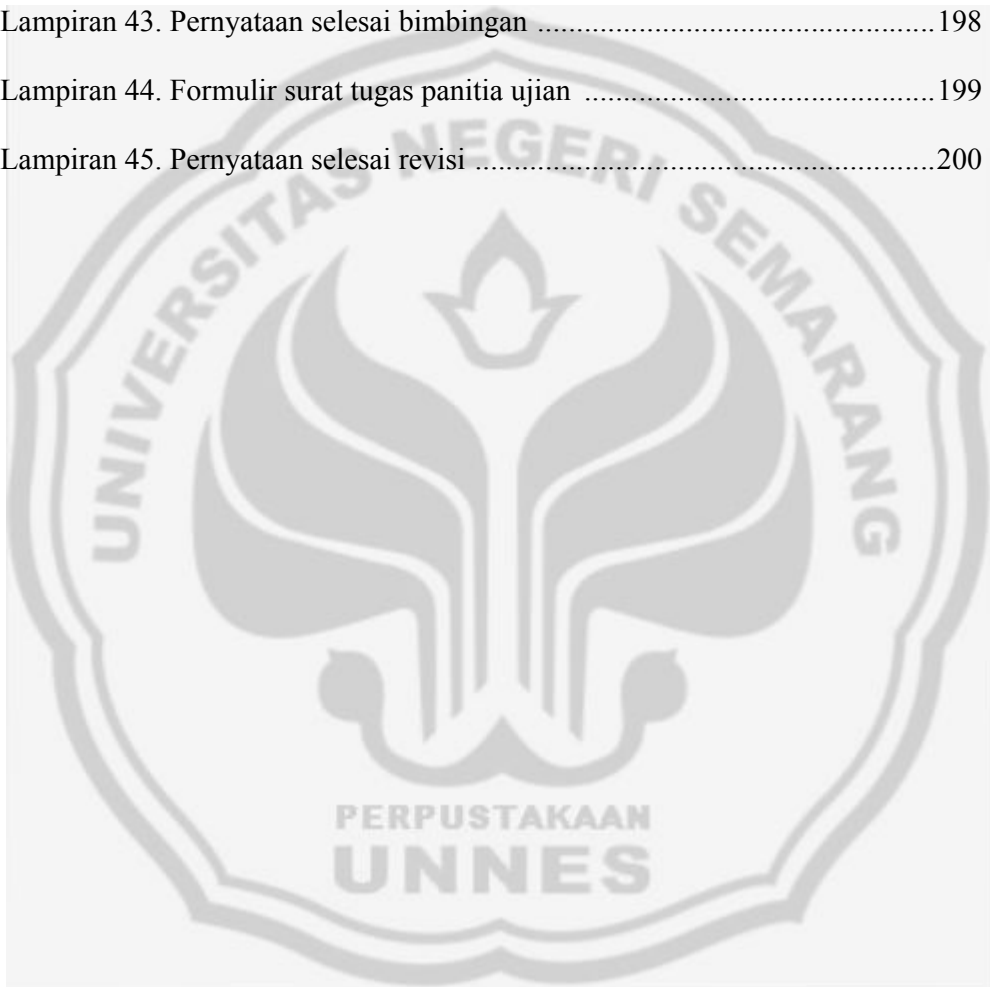 Lampiran 43. Pernyataan selesai bimbingan ....................................................198
Lampiran 44. Formulir surat tugas panitia ujian ..............................................199
Lampiran 45. Pernyataan selesai revisi ............................................................200
UNIVERSITAS NEGERI SEMARANG
PERPUSTAKAAN
UNNES